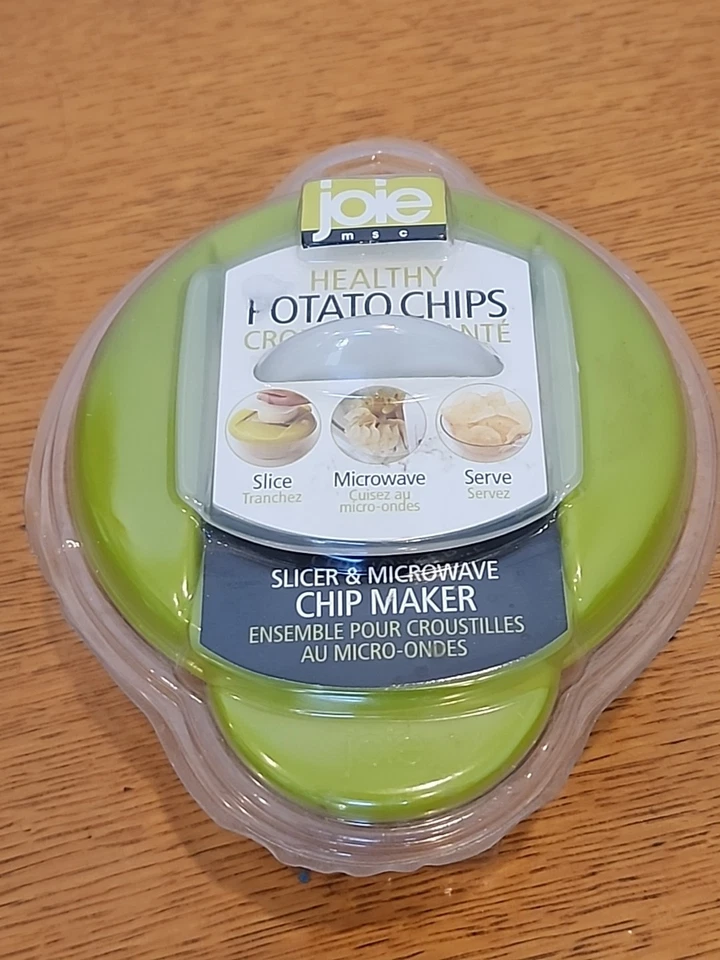 joie
msc
HEALTHY
POTATO CHIPS
Slice
Tranchez
Microwave
Cuisez au
micro-ondes
Serve
Servez
SLICER & MICROWAVE
CHIP MAKER
ENSEMBLE POUR CROUSTILLES
AU MICRO-ONDES